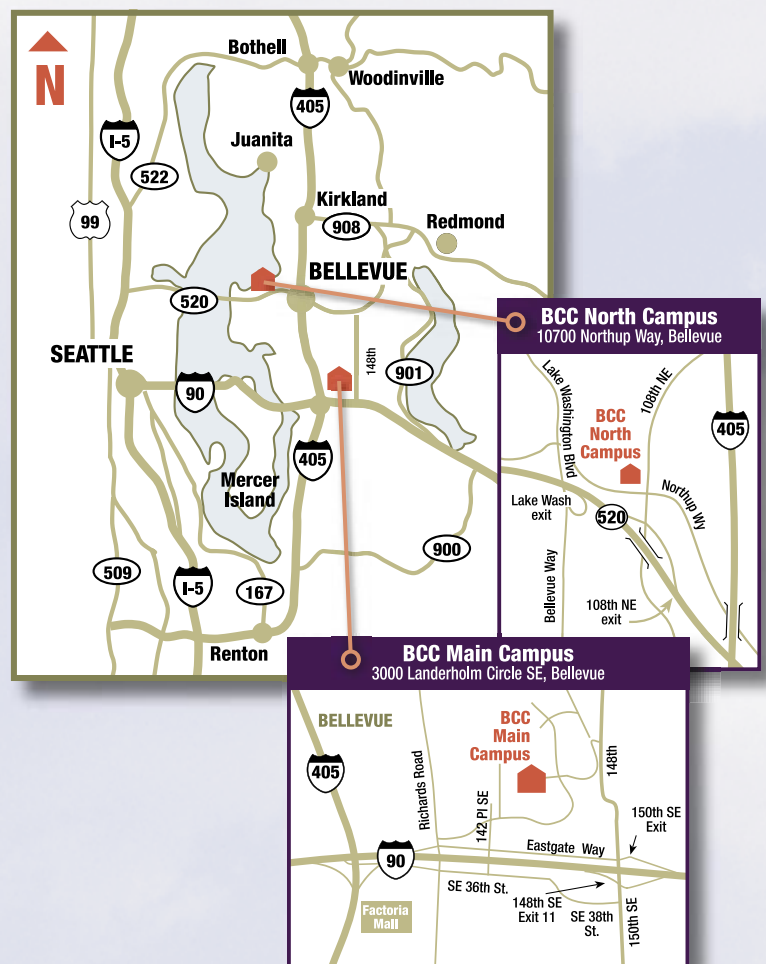 N
Bothell
Woodinville
405
I-5
Juanita
522
Kirkland
99
908
Redmond
BELLEVUE
520
SEATTLE
148th
901
90
405
Mercer
Island
900
509
I-5
167
Renton
BCC North Campus
10700 Northup Way, Bellevue
Lake Washington Blvd
108th NE
BCC
North
Campus
405
Northup Wy
Lake Wash
exit
520
Bellevue Way
108th NE
exit
BCC Main Campus
3000 Landerholm Circle SE, Bellevue
BELLEVUE
BCC
Main
Campus
405
Richards Road
148th
142 Pl SE
150th SE
Exit
Eastgate Way
90
SE 36th St.
148th SE
Exit 11
SE 38th
St.
150th SE
Factoria
Mall